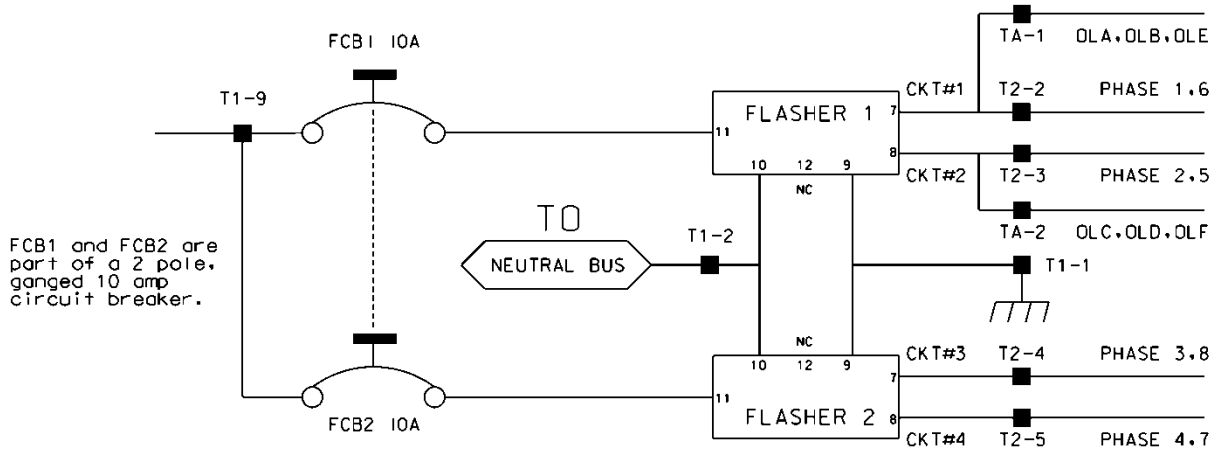 TA-1 OLA,OLB,OLE
FCB1 10A
T1-9
CKT#1 T2-2 PHASE 1,6
FLASHER 1
7
11
8
10 12 9
NC
CKT#2 T2-3 PHASE 2,5
TA-2 OLC,OLD,OLF
TO
NEUTRAL BUS
T1-2
T1-1
FCB1 and FCB2 are
part of a 2 pole,
ganged 10 amp
circuit breaker.
NC
10 12 9
CKT#3 T2-4 PHASE 3,8
7
11
FLASHER 2
8
FCB2 10A
CKT#4 T2-5 PHASE 4,7